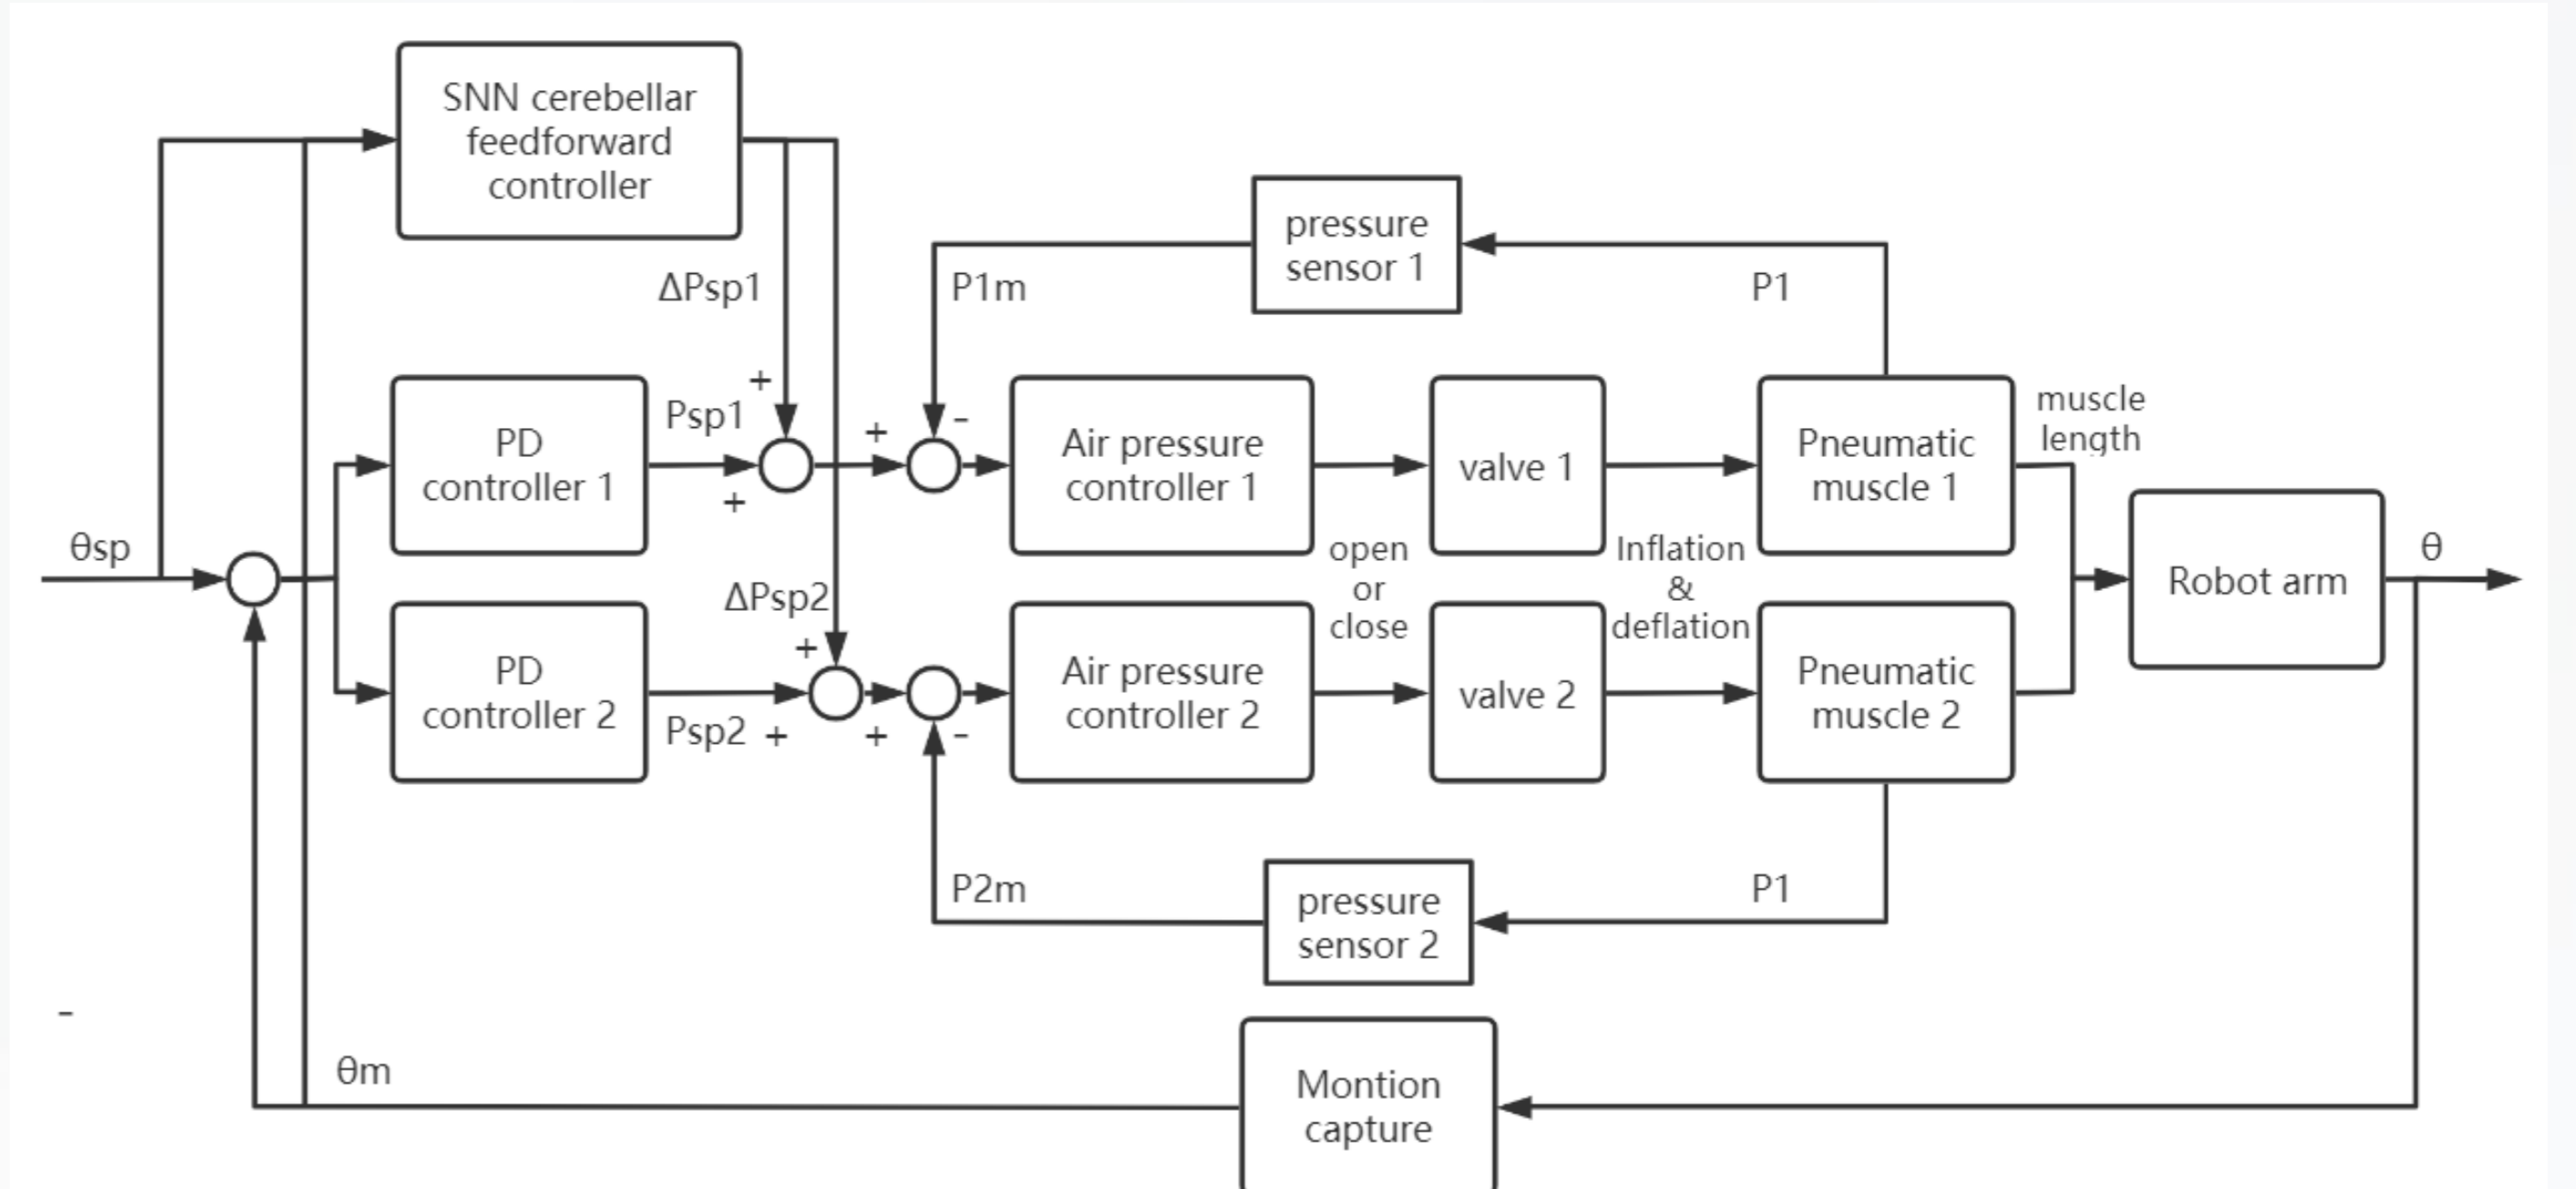 SNN cerebellar
feedforward
controller
pressure
sensor 1
ΔPsp1
P1m
P1
+
Psp1
+
-
muscle
length
PD
controller 1
+
Air pressure
controller 1
valve 1
Pneumatic
muscle 1
θsp
open
or
close
Inflation
&
deflation
Robot arm
θ
ΔPsp2
+
PD
controller 2
Psp2
+
+
-
Air pressure
controller 2
valve 2
Pneumatic
muscle 2
P2m
pressure
sensor 2
P1
-
θm
Montion
capture